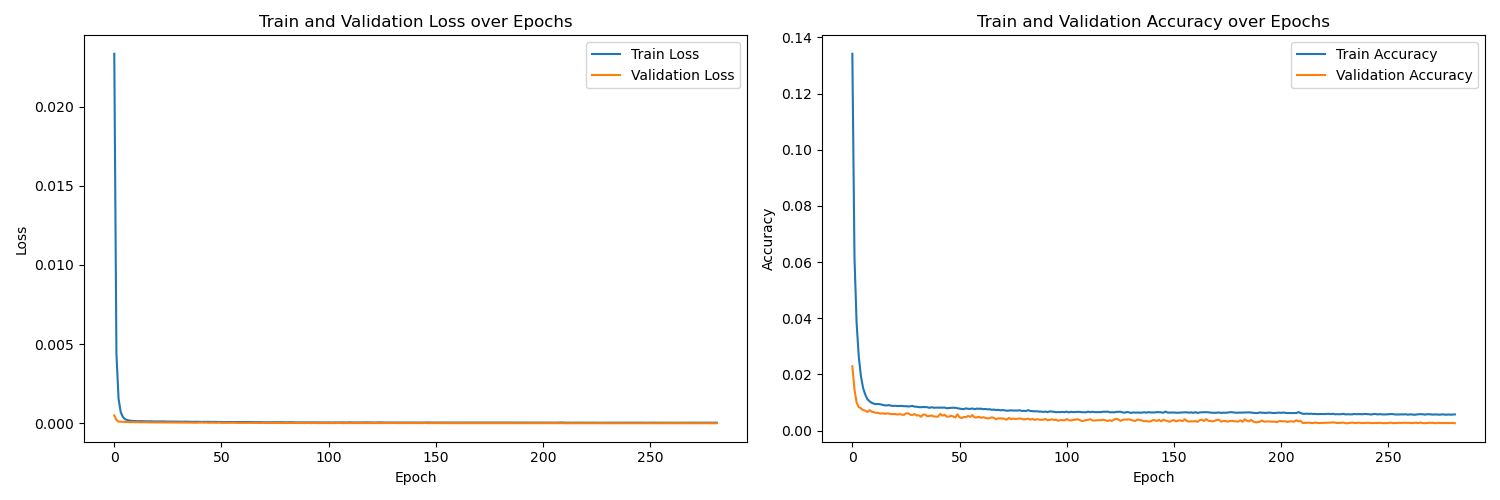 Train and Validation Loss over Epochs
Train Loss
Validation Loss
0.020
0.015
0.010
0.005
0.000
Loss
0
50
100
150
200
250
Epoch
Train and Validation Accuracy over Epochs
Train Accuracy
Validation Accuracy
0.14
0.12
0.10
0.08
0.06
0.04
0.02
0.00
Accuracy
0
50
100
150
200
250
Epoch